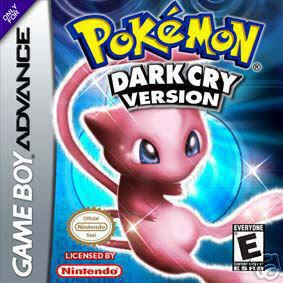 ONLY FOR
GAME BOY ADVANCE
POKéMON
DARK CRY
VERSION
Official
Nintendo
Seal
LICENSED BY
Nintendo
EVERYONE
E